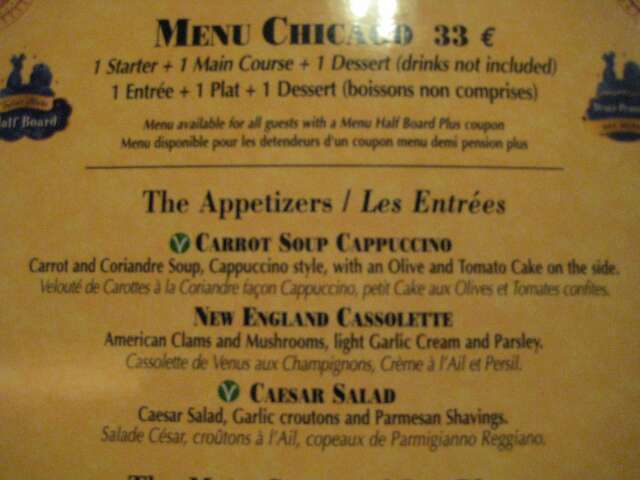 MENU CHICAGO 33 €
1 Starter + 1 Main Course + 1 Dessert (drinks not included)
1 Entrée + 1 Plat + 1 Dessert (boissons non comprises)
Half Board
Menu available for all guests with a Menu Half Board Plus coupon
Menu disponible pour les detendeurs d'un coupon menu demi pension plus
The Appetizers / Les Entrées
V CARROT SOUP CAPPUCCINO
Carrot and Coriandre Soup, Cappuccino style, with an Olive and Tomato Cake on the side.
Velouté de Carottes à la Coriandre façon Cappuccino, petit Cake aux Olives et Tomates confites.
NEW ENGLAND CASSOLETTE
American Clams and Mushrooms, light Garlic Cream and Parsley.
Cassolette de Venus aux Champignons, Crème à l'Ail et Persil.
V CAESAR SALAD
Caesar Salad, Garlic croutons and Parmesan Shavings.
Salade César, croûtons à l'Ail, copeaux de Parmigianno Reggiano.